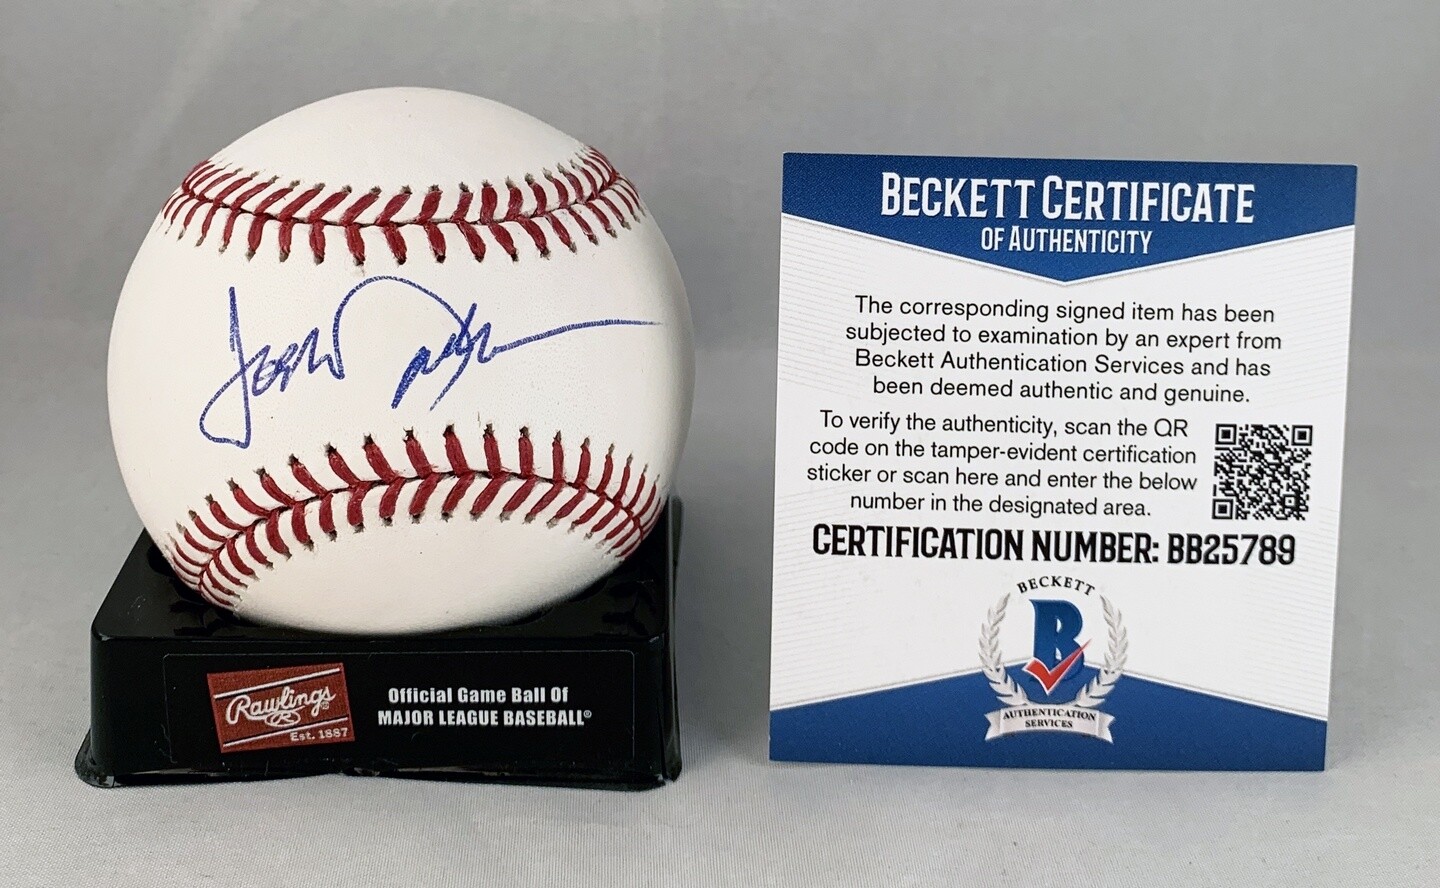 BECKETT CERTIFICATE
OF AUTHENTICITY
The corresponding signed item has been
subjected to examination by an expert from
Beckett Authentication Services and has
been deemed authentic and genuine.
To verify the authenticity, scan the QR
code on the tamper-evident certification
sticker or scan here and enter the below
number in the designated area.
CERTIFICATION NUMBER: BB25789
BECKETT
B
AUTHENTICATION
SERVICES
Rawlings®
R
Est. 1887
Official Game Ball Of
MAJOR LEAGUE BASEBALL®